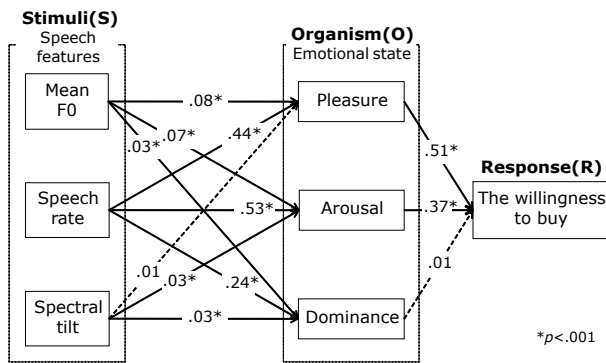 Stimuli(S)
Speech
features
Mean
F0
Speech
rate
Spectral
tilt
.08*
.07*
.03*
.44*
.53*
.01
.03*
.24*
.03*
Organism(O)
Emotional state
Pleasure
Arousal
Dominance
.51*
.37*
.01
Response(R)
The willingness
to buy
*p<.001